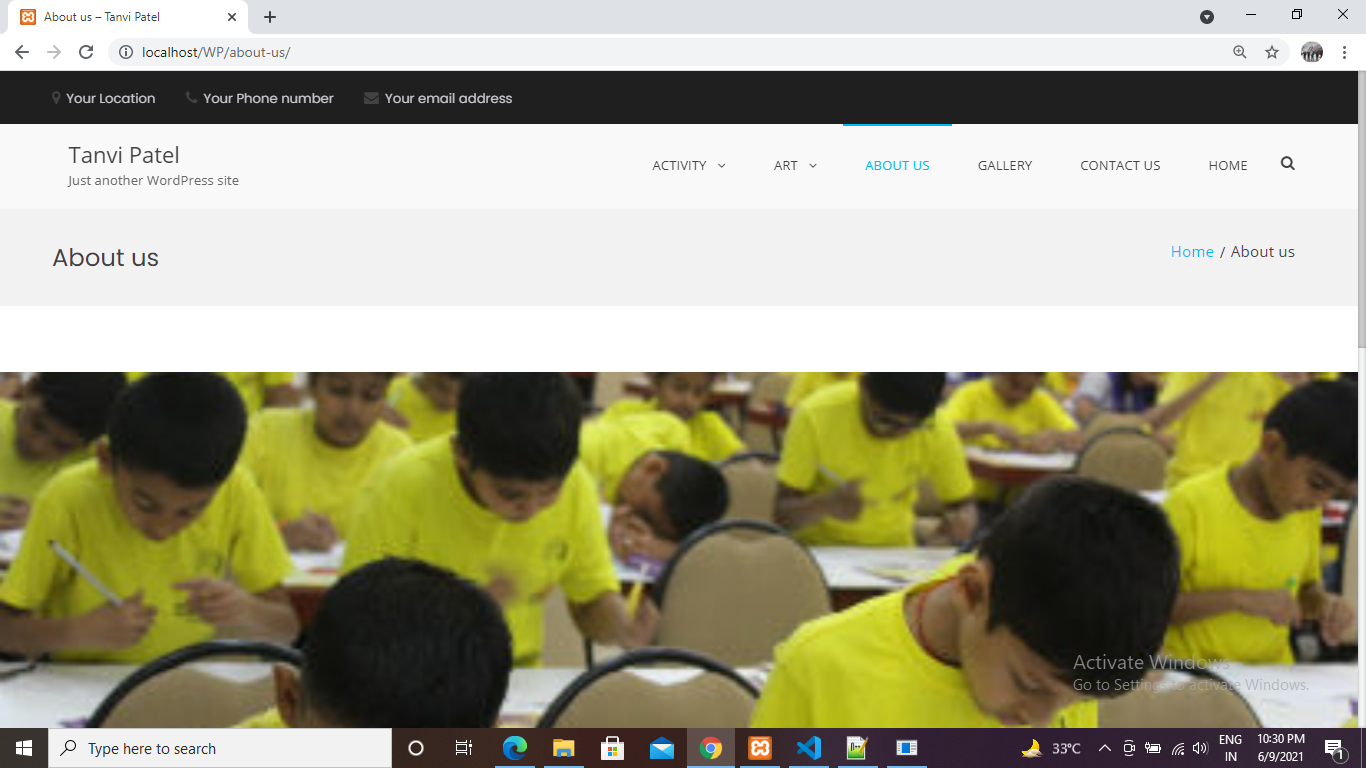 About us – Tanvi Patel
localhost/WP/about-us/
Your Location Your Phone number Your email address
Tanvi Patel
Just another WordPress site
ACTIVITY ART ABOUT US GALLERY CONTACT US HOME
About us
Home / About us
Activate Windows
Go to Settings to activate Windows.
Type here to search
33°C
ENG
IN
10:30 PM
6/9/2021
1